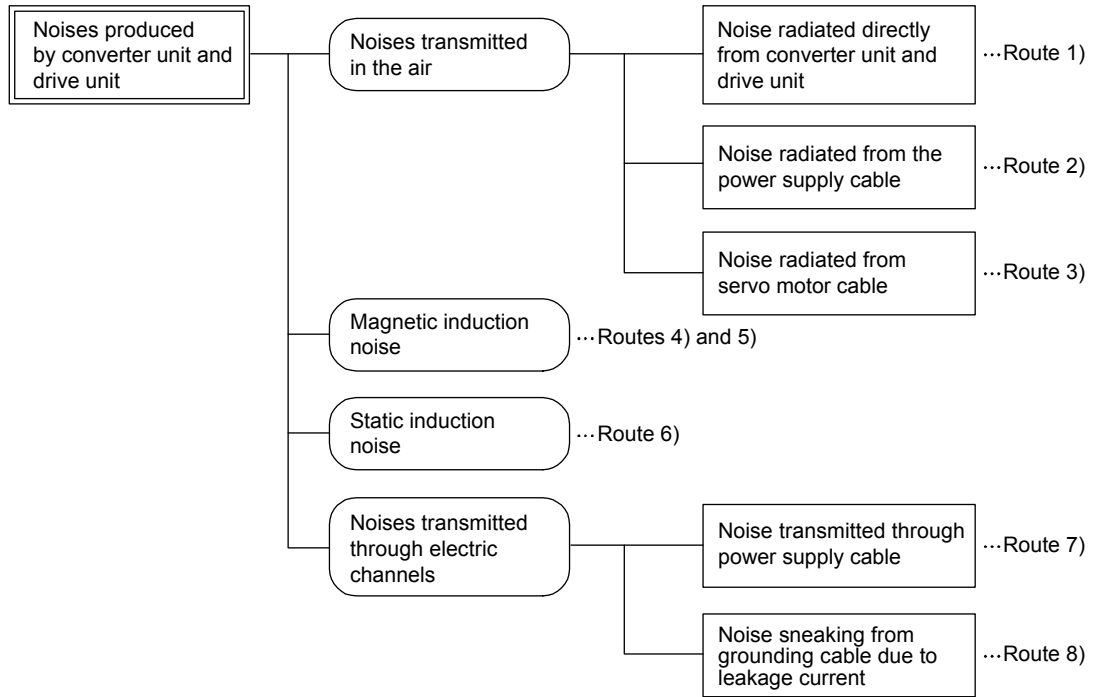 Noises produced
by converter unit and
drive unit
Noises transmitted
in the air
Noise radiated directly
from converter unit and
drive unit
···Route 1)
Noise radiated from the
power supply cable
···Route 2)
Noise radiated from
servo motor cable
···Route 3)
Magnetic induction
noise
···Routes 4) and 5)
Static induction
noise
···Route 6)
Noises transmitted
through electric
channels
Noise transmitted through
power supply cable
···Route 7)
Noise sneaking from
grounding cable due to
leakage current
···Route 8)